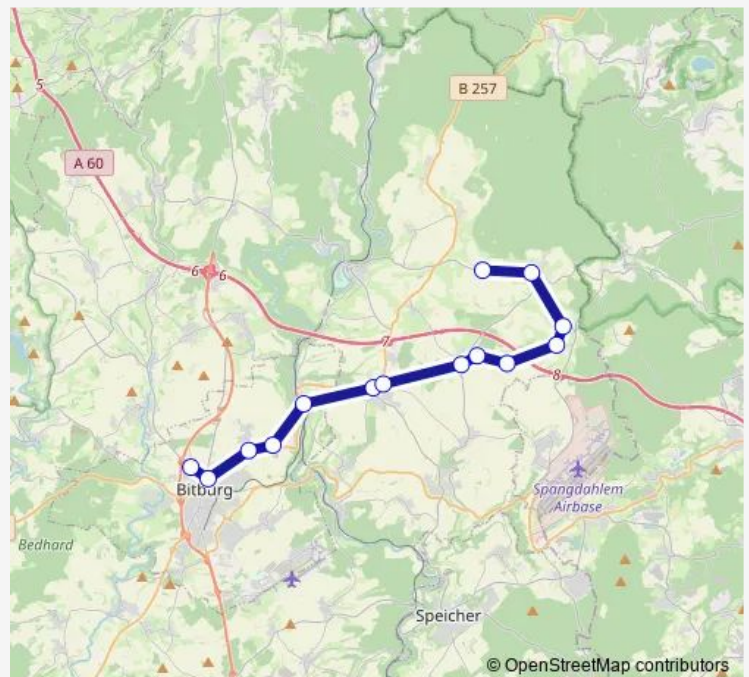 B 257
5
A 60
6
6
7
8
Bitburg
Spangdahlem
Airbase
Bedhard
Speicher
© OpenStreetMap contributors